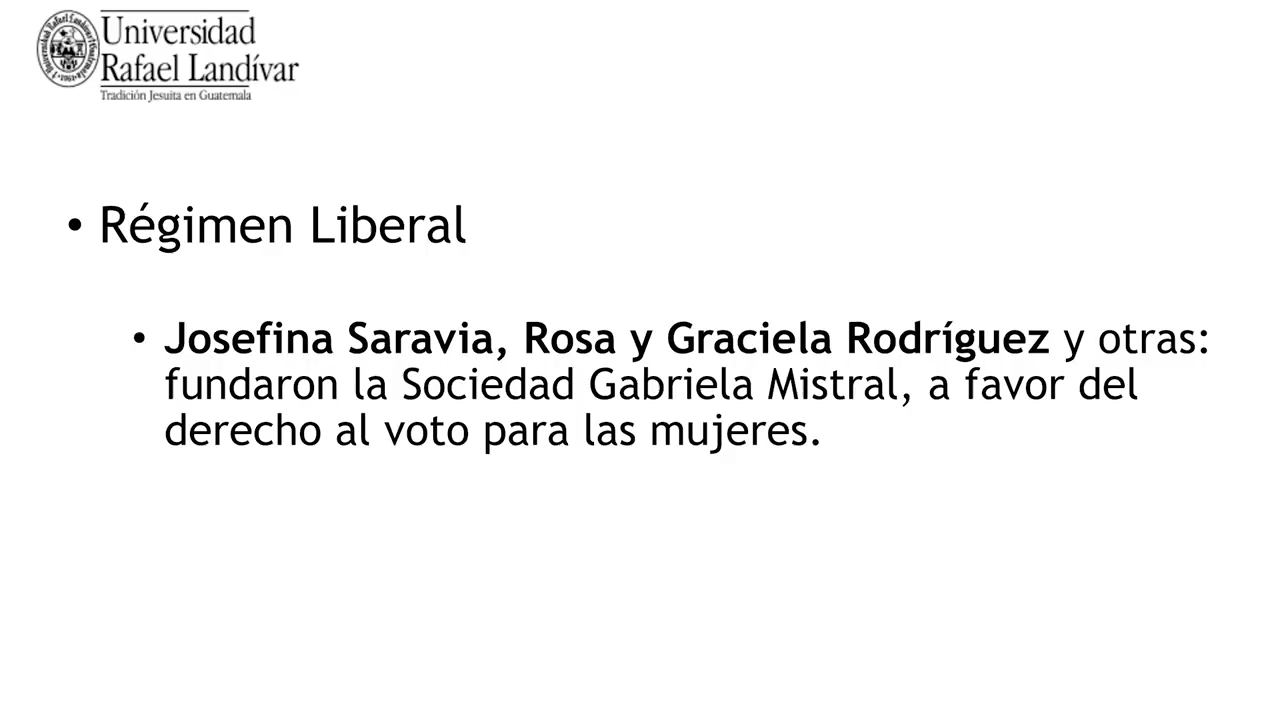 Universidad
Rafael Landívar
Tradición Jesuita en Guatemala
• Régimen Liberal
• Josefina Saravia, Rosa y Graciela Rodríguez y otras:
fundaron la Sociedad Gabriela Mistral, a favor del
derecho al voto para las mujeres.